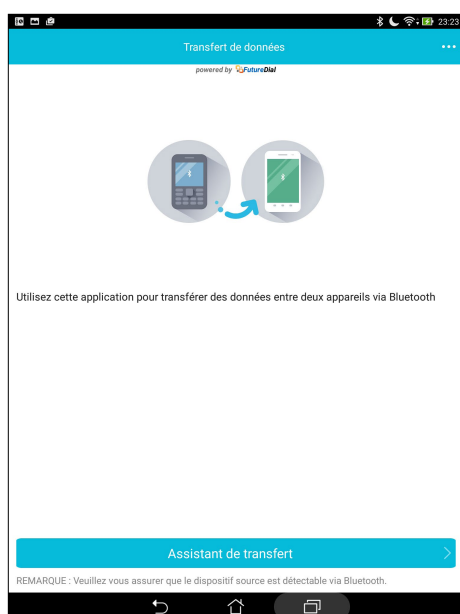 23:23
Transfert de données
powered by FutureDial
Utilisez cette application pour transférer des données entre deux appareils via Bluetooth
Assistant de transfert
REMARQUE : Veuillez vous assurer que le dispositif source est détectable via Bluetooth.